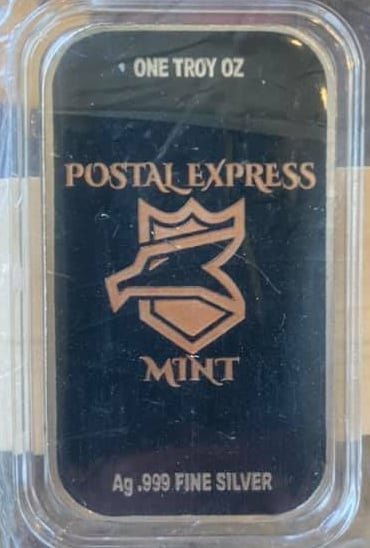 ONE TROY OZ
POSTAL EXPRESS
MINT
Ag .999 FINE SILVER